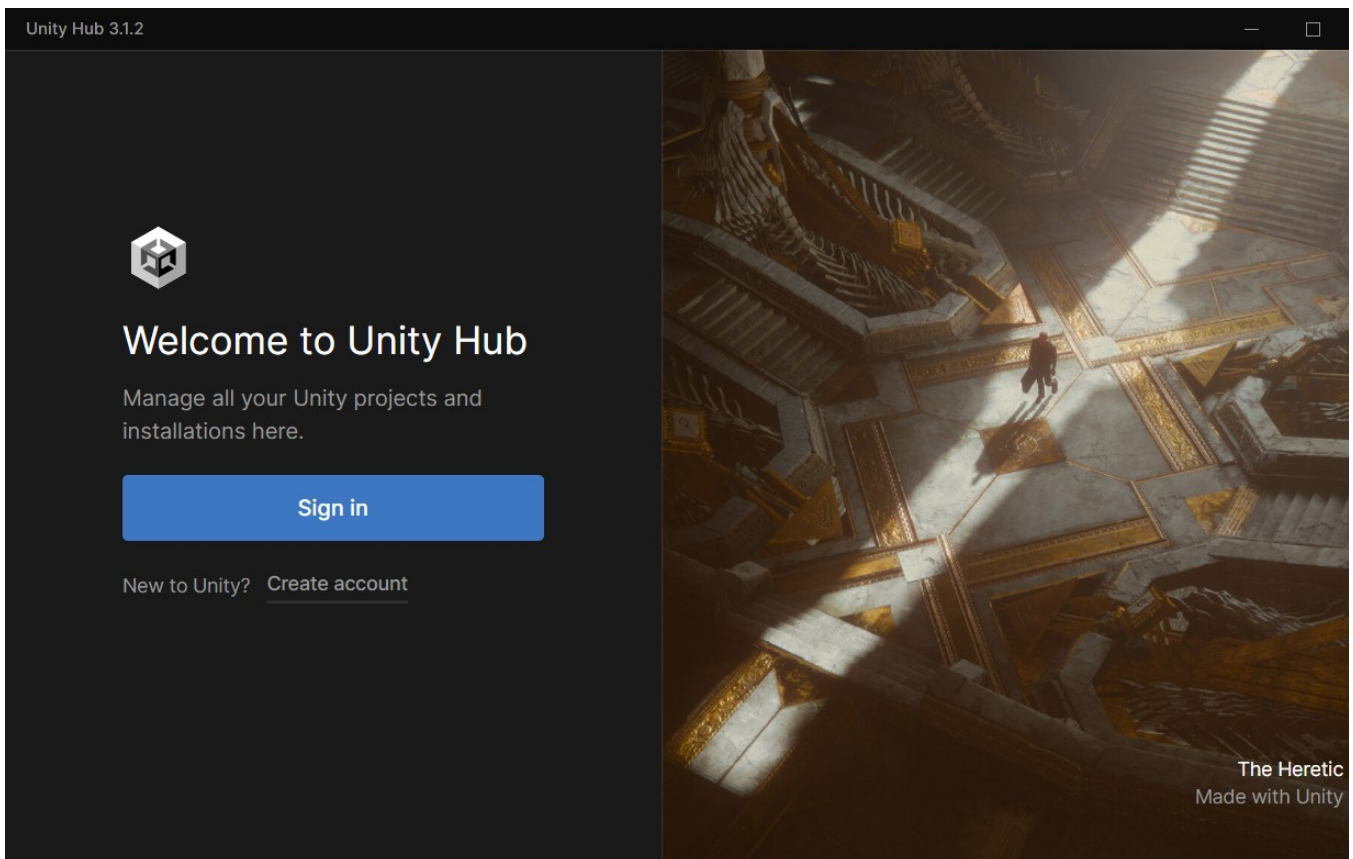 Unity Hub 3.1.2
Welcome to Unity Hub
Manage all your Unity projects and
installations here.
Sign in
New to Unity? Create account
The Heretic
Made with Unity